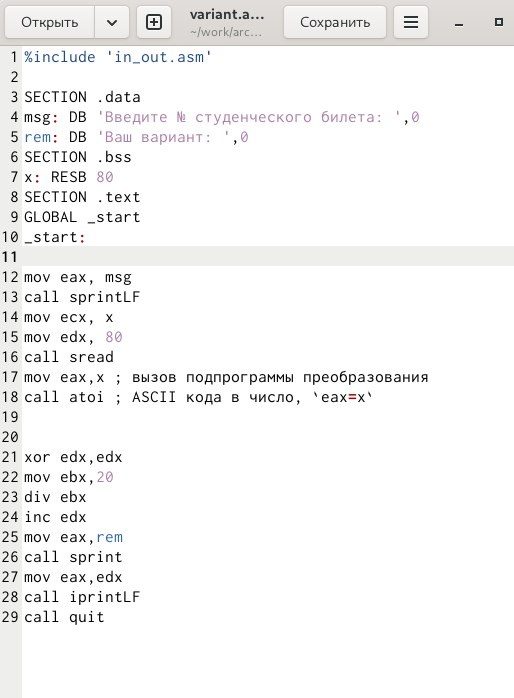 Открыть
variant.a...
~/work/arc...
Сохранить
1 %include 'in_out.asm'
2
3 SECTION .data
4 msg: DB 'Введите № студенческого билета: ',0
5 rem: DB 'Ваш вариант: ',0
6 SECTION .bss
7 x: RESB 80
8 SECTION .text
9 GLOBAL _start
10 _start:
11
12 mov eax, msg
13 call sprintLF
14 mov ecx, x
15 mov edx, 80
16 call sread
17 mov eax,x ; вызов подпрограммы преобразования
18 call atoi ; ASCII кода в число, `eax=x`
19
20
21 xor edx,edx
22 mov ebx,20
23 div ebx
24 inc edx
25 mov eax,rem
26 call sprint
27 mov eax,edx
28 call iprintLF
29 call quit